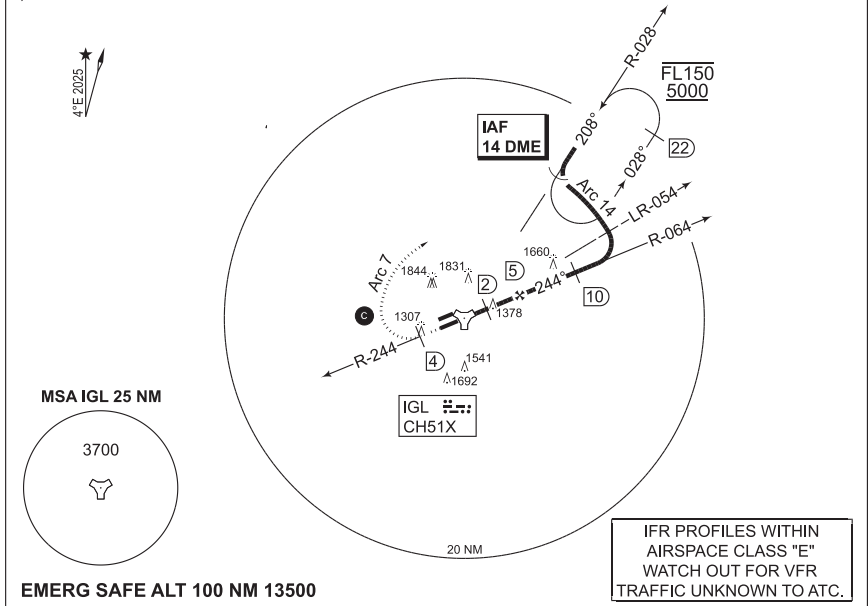 R-028
FL150
5000
4°E 2025
IAF
14 DME
208°
028°
22
Arc 14
LR-054
R-064
1660
Arc 7
1844
1831
2
5
244°
10
C
1307
1378
R-244
4
1541
1692
MSA IGL 25 NM
IGL
CH51X
3700
20 NM
IFR PROFILES WITHIN
AIRSPACE CLASS "E"
WATCH OUT FOR VFR
TRAFFIC UNKNOWN TO ATC.
EMERG SAFE ALT 100 NM 13500